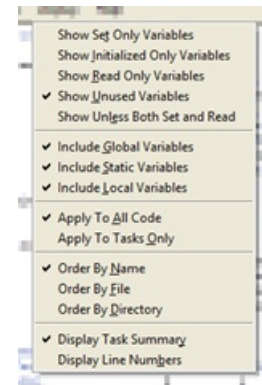 Show Set Only Variables
Show Initialized Only Variables
Show Read Only Variables
Show Unused Variables
Show Unless Both Set and Read
Include Global Variables
Include Static Variables
Include Local Variables
Apply To All Code
Apply To Tasks Only
Order By Name
Order By File
Order By Directory
Display Task Summary
Display Line Numbers